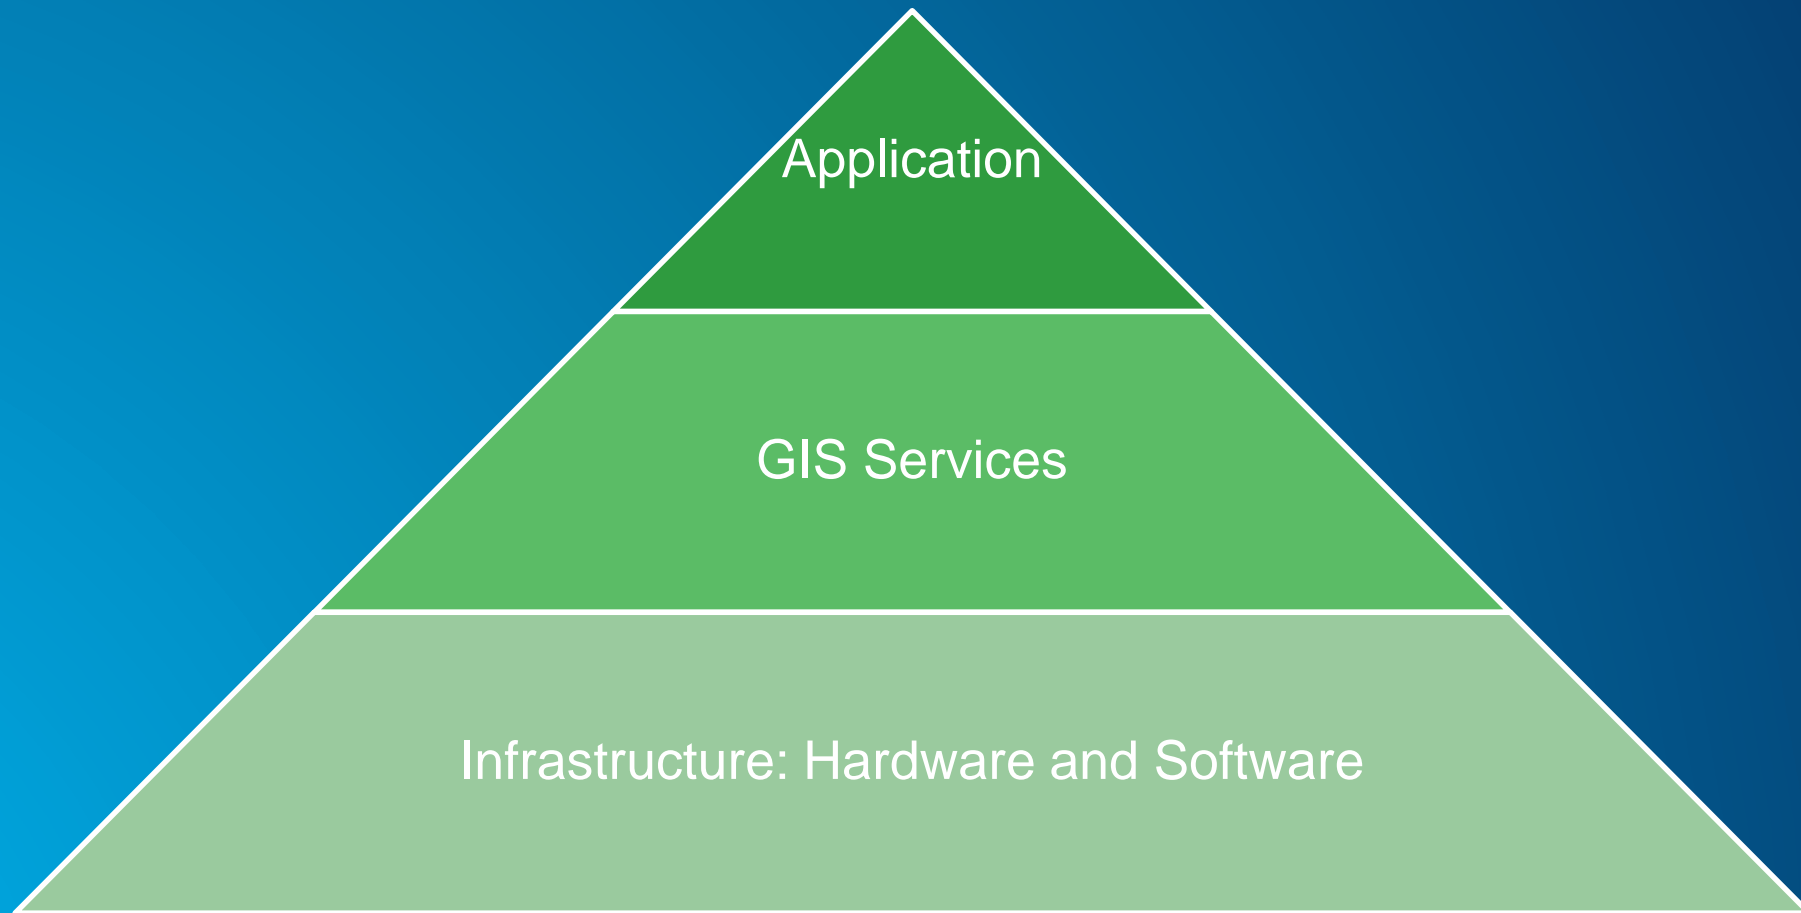 Application
GIS Services
Infrastructure: Hardware and Software